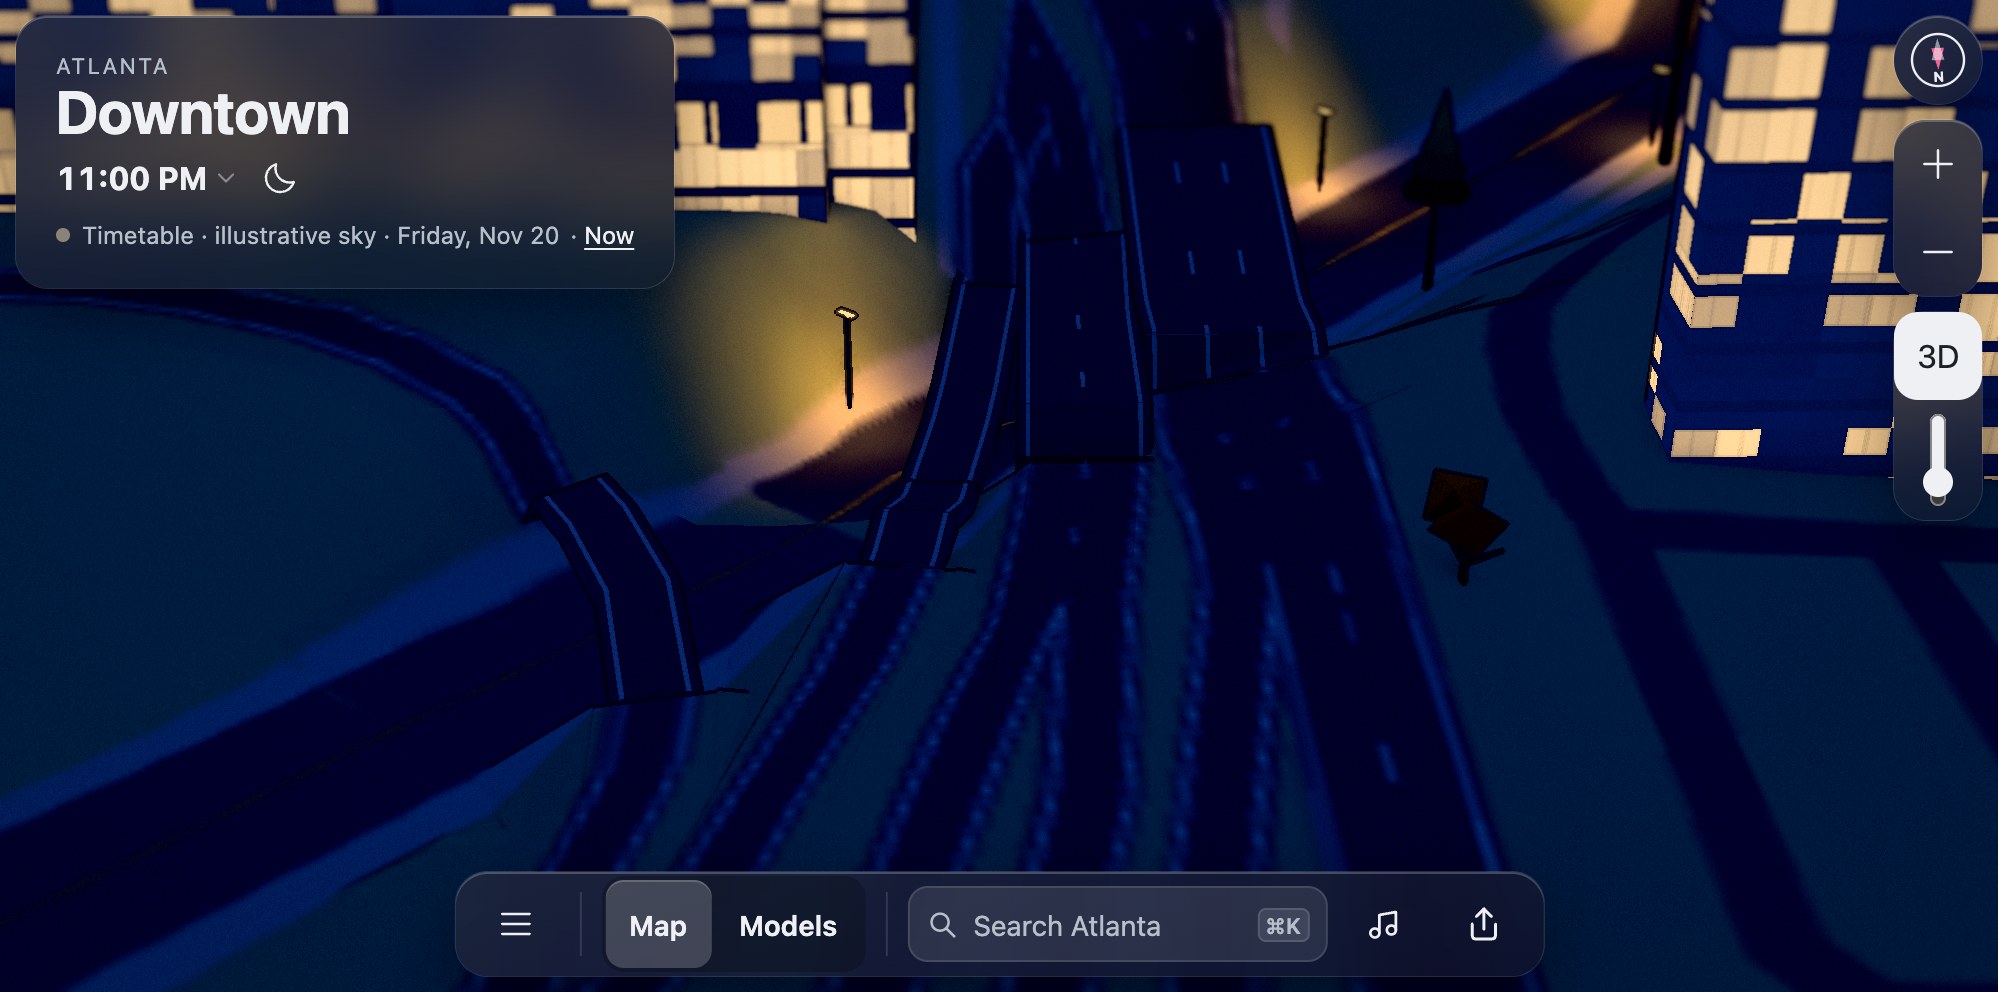 ATLANTA
Downtown
11:00 PM
Timetable · illustrative sky · Friday, Nov 20 · Now
N
3D
Map
Models
Search Atlanta
⌘K